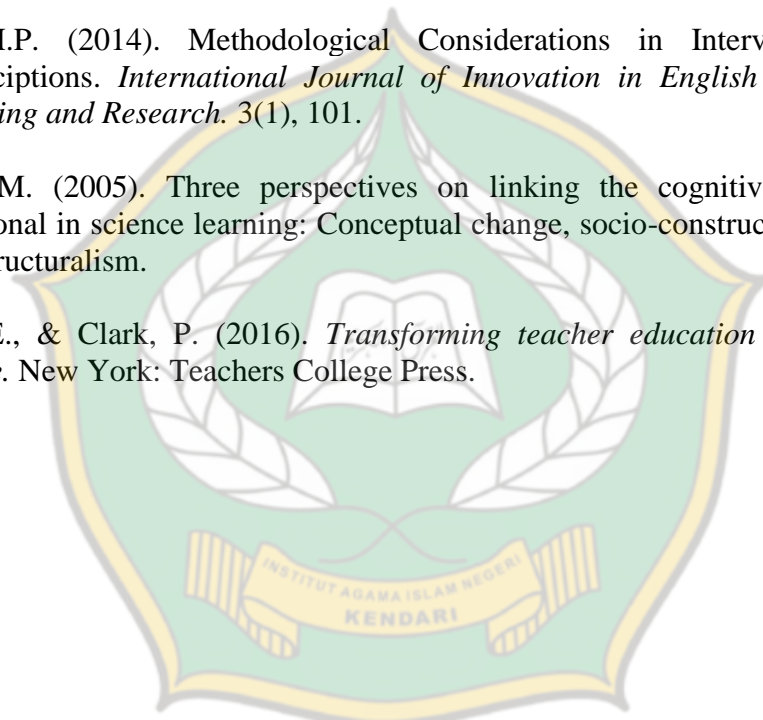 I.P. (2014). Methodological Considerations in Interv
ciptions. International Journal of Innovation in English
ing and Research. 3(1), 101.
M. (2005). Three perspectives on linking the cognitiv
onal in science learning: Conceptual change, socio-construc
ructuralism.
E., & Clark, P. (2016). Transforming teacher education
. New York: Teachers College Press.
INSTITUT AGAMA ISLAM NEGERI
KENDARI